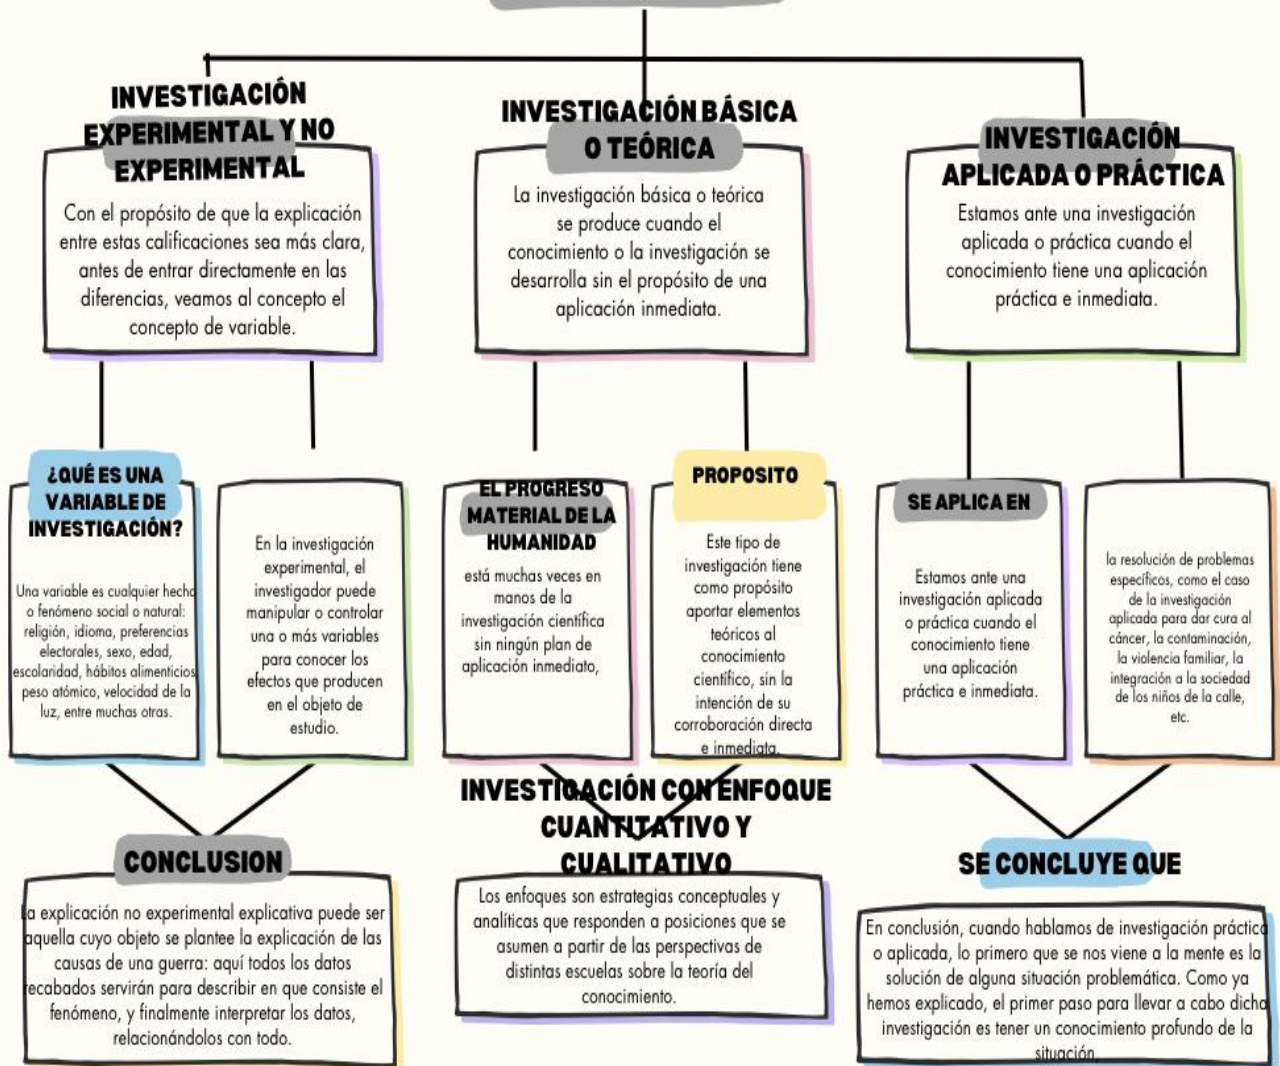 INVESTIGACIÓN
EXPERIMENTAL Y NO
EXPERIMENTAL
Con el propósito de que la explicación
entre estas calificaciones sea más clara,
antes de entrar directamente en las
diferencias, veamos al concepto el
concepto de variable.
INVESTIGACIÓN BÁSICA
O TEÓRICA
La investigación básica o teórica
se produce cuando el
conocimiento o la investigación se
desarrolla sin el propósito de una
aplicación inmediata.
INVESTIGACIÓN
APLICADA O PRÁCTICA
Estamos ante una investigación
aplicada o práctica cuando el
conocimiento tiene una aplicación
práctica e inmediata.
¿QUÉ ES UNA
VARIABLE DE
INVESTIGACIÓN?
Una variable es cualquier hecho
o fenómeno social o natural:
religión, idioma, preferencias
electorales, sexo, edad,
escolaridad, hábitos alimenticios,
peso atómico, velocidad de la
luz, entre muchas otras.
En la investigación
experimental, el
investigador puede
manipular o controlar
una o más variables
para conocer los
efectos que producen
en el objeto de
estudio.
EL PROGRESO
MATERIAL DE LA
HUMANIDAD
está muchas veces en
manos de la
investigación científica
sin ningún plan de
aplicación inmediato,
PROPOSITO
Este tipo de
investigación tiene
como propósito
aportar elementos
teóricos al
conocimiento
científico, sin la
intención de su
corroboración directa
e inmediata.
SE APLICA EN
Estamos ante una
investigación aplicada
o práctica cuando el
conocimiento tiene
una aplicación
práctica e inmediata.
la resolución de problemas
específicos, como el caso
de la investigación
aplicada para dar cura al
cáncer, la contaminación,
la violencia familiar, la
integración a la sociedad
de los niños de la calle,
etc.
CONCLUSION
La explicación no experimental explicativa puede ser
aquella cuyo objeto se plantee la explicación de las
causas de una guerra: aquí todos los datos
recabados servirán para describir en que consiste el
fenómeno, y finalmente interpretar los datos,
relacionándolos con todo.
INVESTIGACIÓN CON ENFOQUE
CUANTITATIVO Y
CUALITATIVO
Los enfoques son estrategias conceptuales y
analíticas que responden a posiciones que se
asumen a partir de las perspectivas de
distintas escuelas sobre la teoría del
conocimiento.
SE CONCLUYE QUE
En conclusión, cuando hablamos de investigación práctica
o aplicada, lo primero que se nos viene a la mente es la
solución de alguna situación problemática. Como ya
hemos explicado, el primer paso para llevar a cabo dicha
investigación es tener un conocimiento profundo de la
situación.